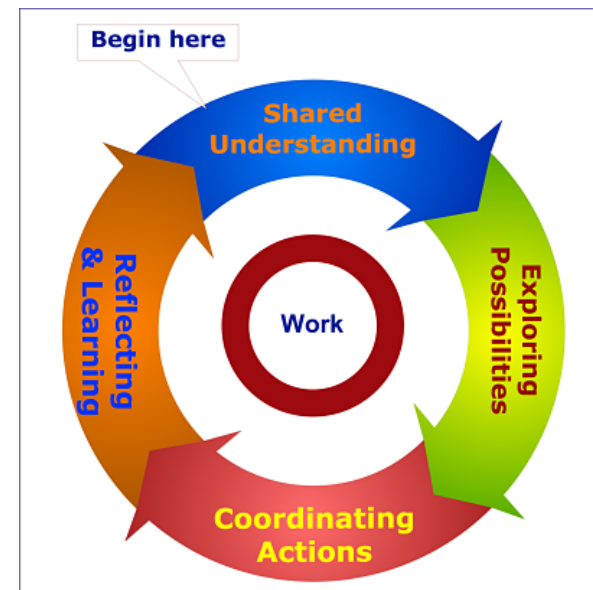 Begin here
Shared
Understanding
Exploring
Possibilities
Coordinating
Actions
Reflecting
& Learning
Work